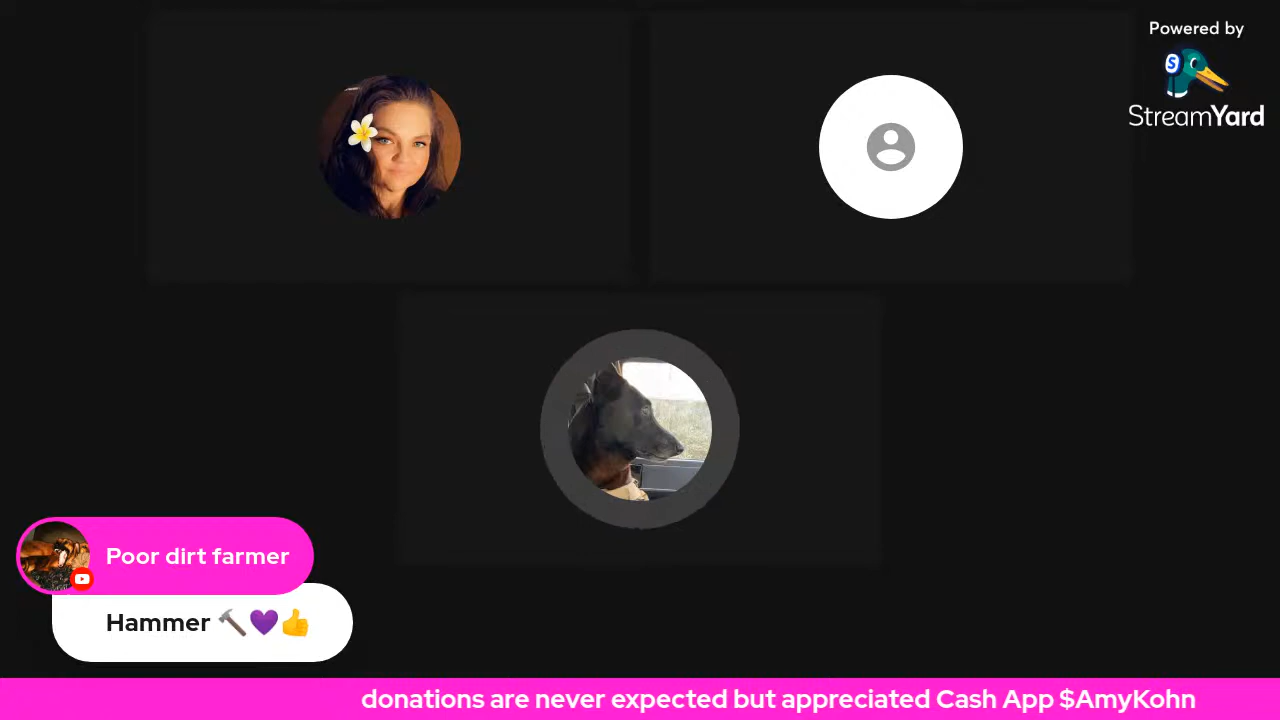 Powered by
StreamYard
Poor dirt farmer
Hammer 🔨💜👍
donations are never expected but appreciated Cash App $AmyKohn